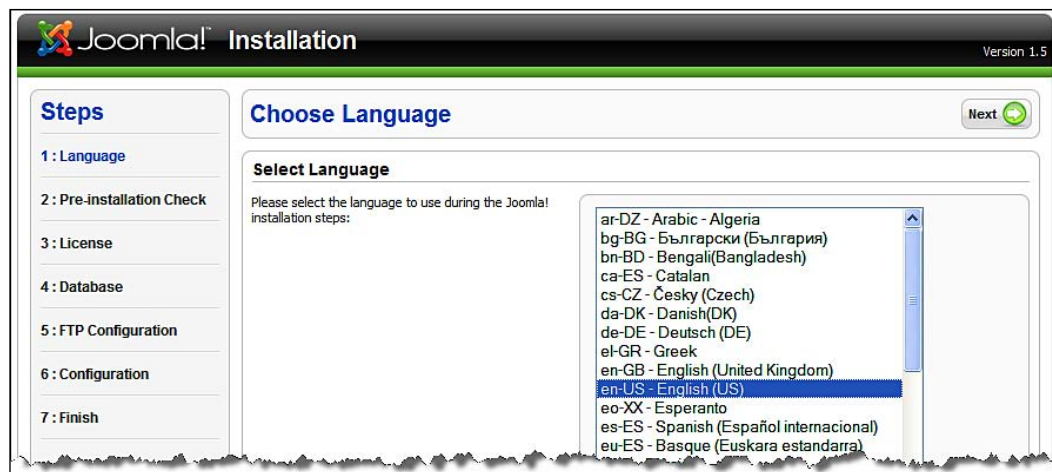 Joomla!™ Installation
Version 1.5
Steps
1 : Language
2 : Pre-installation Check
3 : License
4 : Database
5 : FTP Configuration
6 : Configuration
7 : Finish
Choose Language
Next
Select Language
Please select the language to use during the Joomla!
installation steps:
ar-DZ - Arabic - Algeria
bg-BG - Български (България)
bn-BD - Bengali(Bangladesh)
ca-ES - Catalan
cs-CZ - Česky (Czech)
da-DK - Danish(DK)
de-DE - Deutsch (DE)
el-GR - Greek
en-GB - English (United Kingdom)
en-US - English (US)
eo-XX - Esperanto
es-ES - Spanish (Español internacional)
eu-ES - Basque (Euskara estandarra)